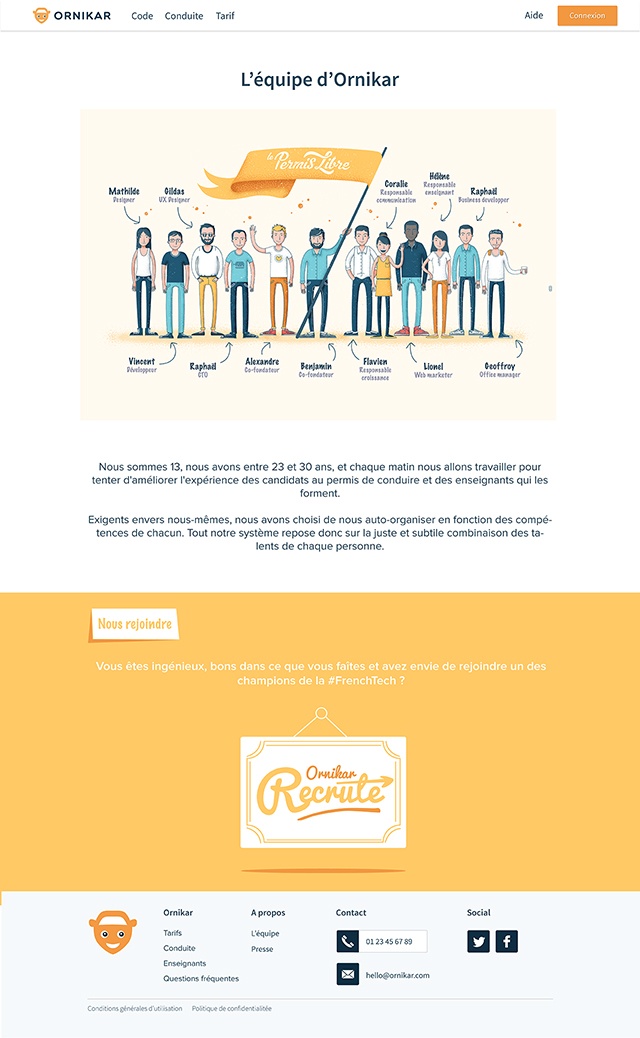 ORNIKAR Code Conduite Tarif Aide Connexion
L'équipe d'Ornikar
le Permis Libre
Mathilde
Designer
Gildas
UX Designer
Coralie
Responsable
communication
Hélène
Responsable
enseignant
Raphaël
Business developper
Vincent
Développeur
Raphaël
CTO
Alexandre
Co-fondateur
Benjamin
Co-fondateur
Flavien
Responsable
croissance
Lionel
Web marketer
Geoffroy
Office manager
Nous sommes 13, nous avons entre 23 et 30 ans, et chaque matin nous allons travailler pour
tenter d'améliorer l'expérience des candidats au permis de conduire et des enseignants qui les
forment.
Exigents envers nous-mêmes, nous avons choisi de nous auto-organiser en fonction des compé-
tences de chacun. Tout notre système repose donc sur la juste et subtile combinaison des ta-
lents de chaque personne.
Nous rejoindre
Vous êtes ingénieux, bons dans ce que vous faîtes et avez envie de rejoindre un des
champions de la #FrenchTech ?
Ornikar
Recrute
Ornikar
Tarifs
Conduite
Enseignants
Questions fréquentes
A propos
L'équipe
Presse
Contact
01 23 45 67 89
hello@ornikar.com
Social
Conditions générales d'utilisation Politique de confidentialitée